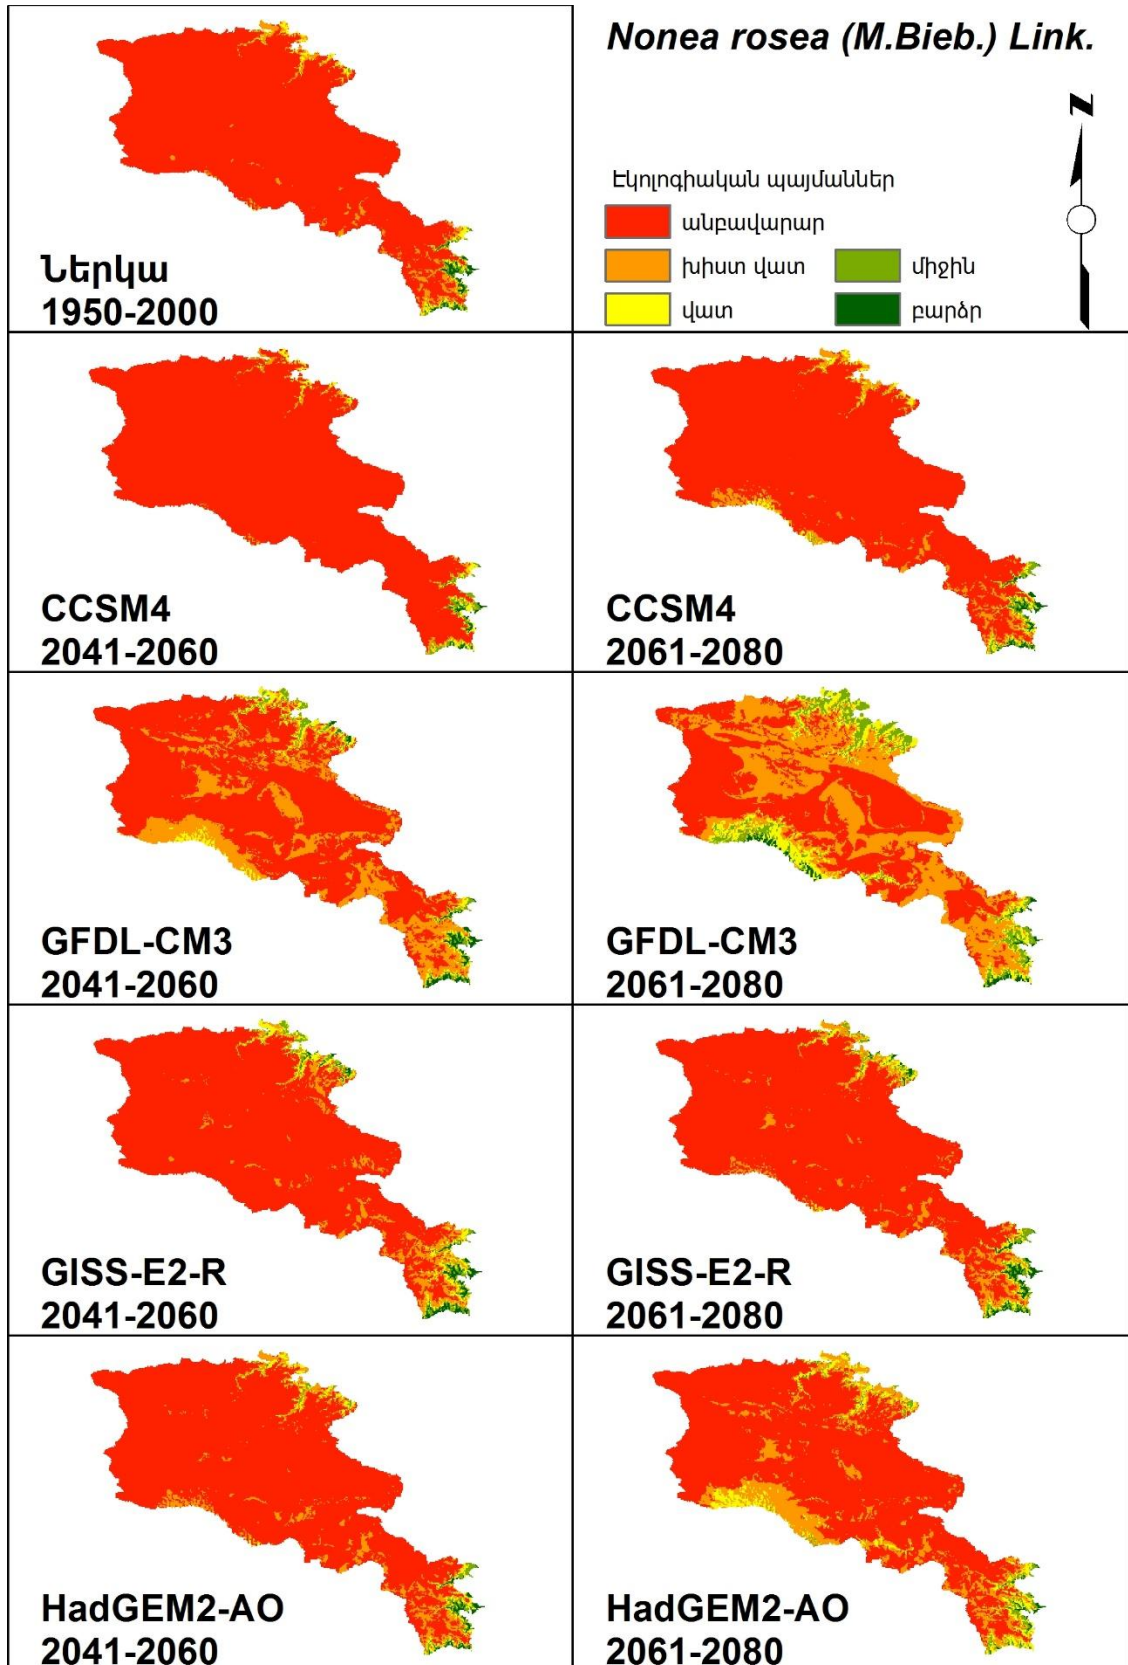 Nonea rosea (M.Bieb.) Link.
N
Էկոլոգիական պայմաններ
անբավարար
խիստ վատ
միջին
վատ
բարձր
Ներկա
1950-2000
CCSM4
2041-2060
CCSM4
2061-2080
GFDL-CM3
2041-2060
GFDL-CM3
2061-2080
GISS-E2-R
2041-2060
GISS-E2-R
2061-2080
HadGEM2-AO
2041-2060
HadGEM2-AO
2061-2080